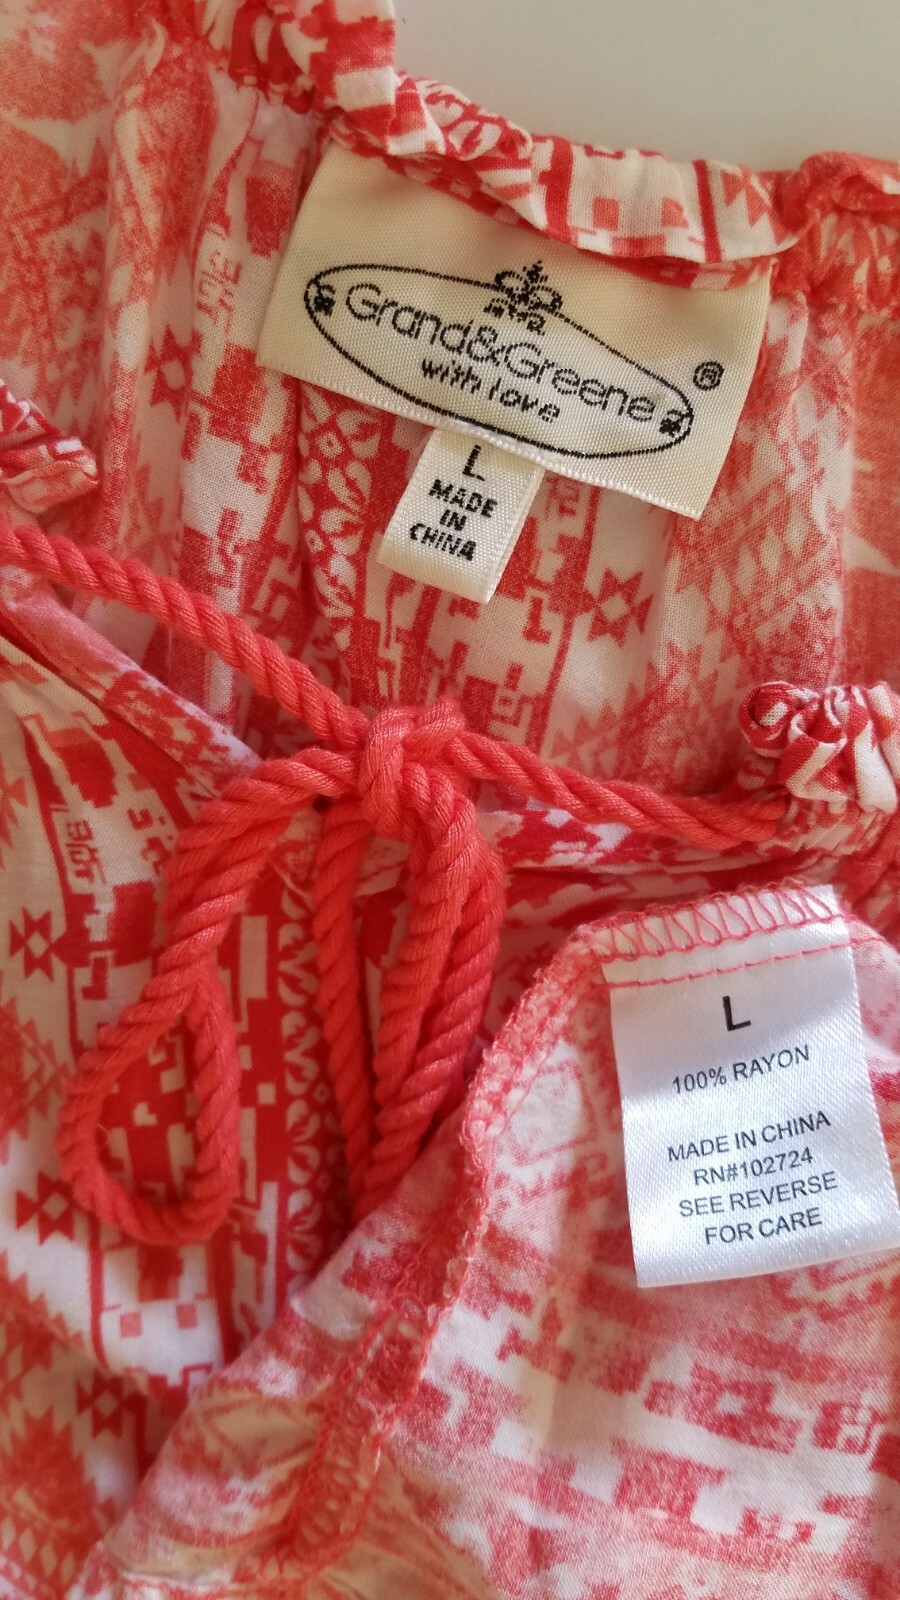 Grand&Greene
with love
®
L
MADE
IN
CHINA
L
100% RAYON
MADE IN CHINA
RN#102724
SEE REVERSE
FOR CARE